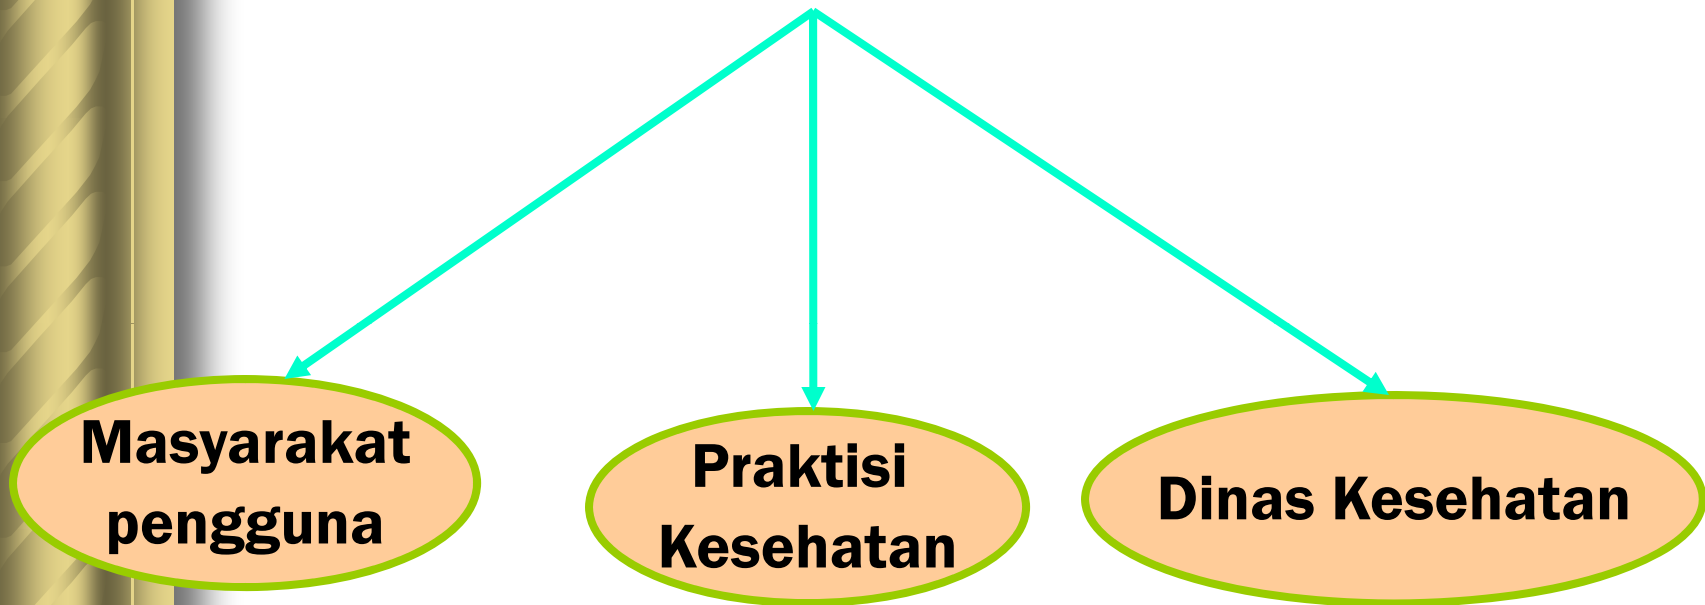 Masyarakat
pengguna
Praktisi
Kesehatan
Dinas Kesehatan